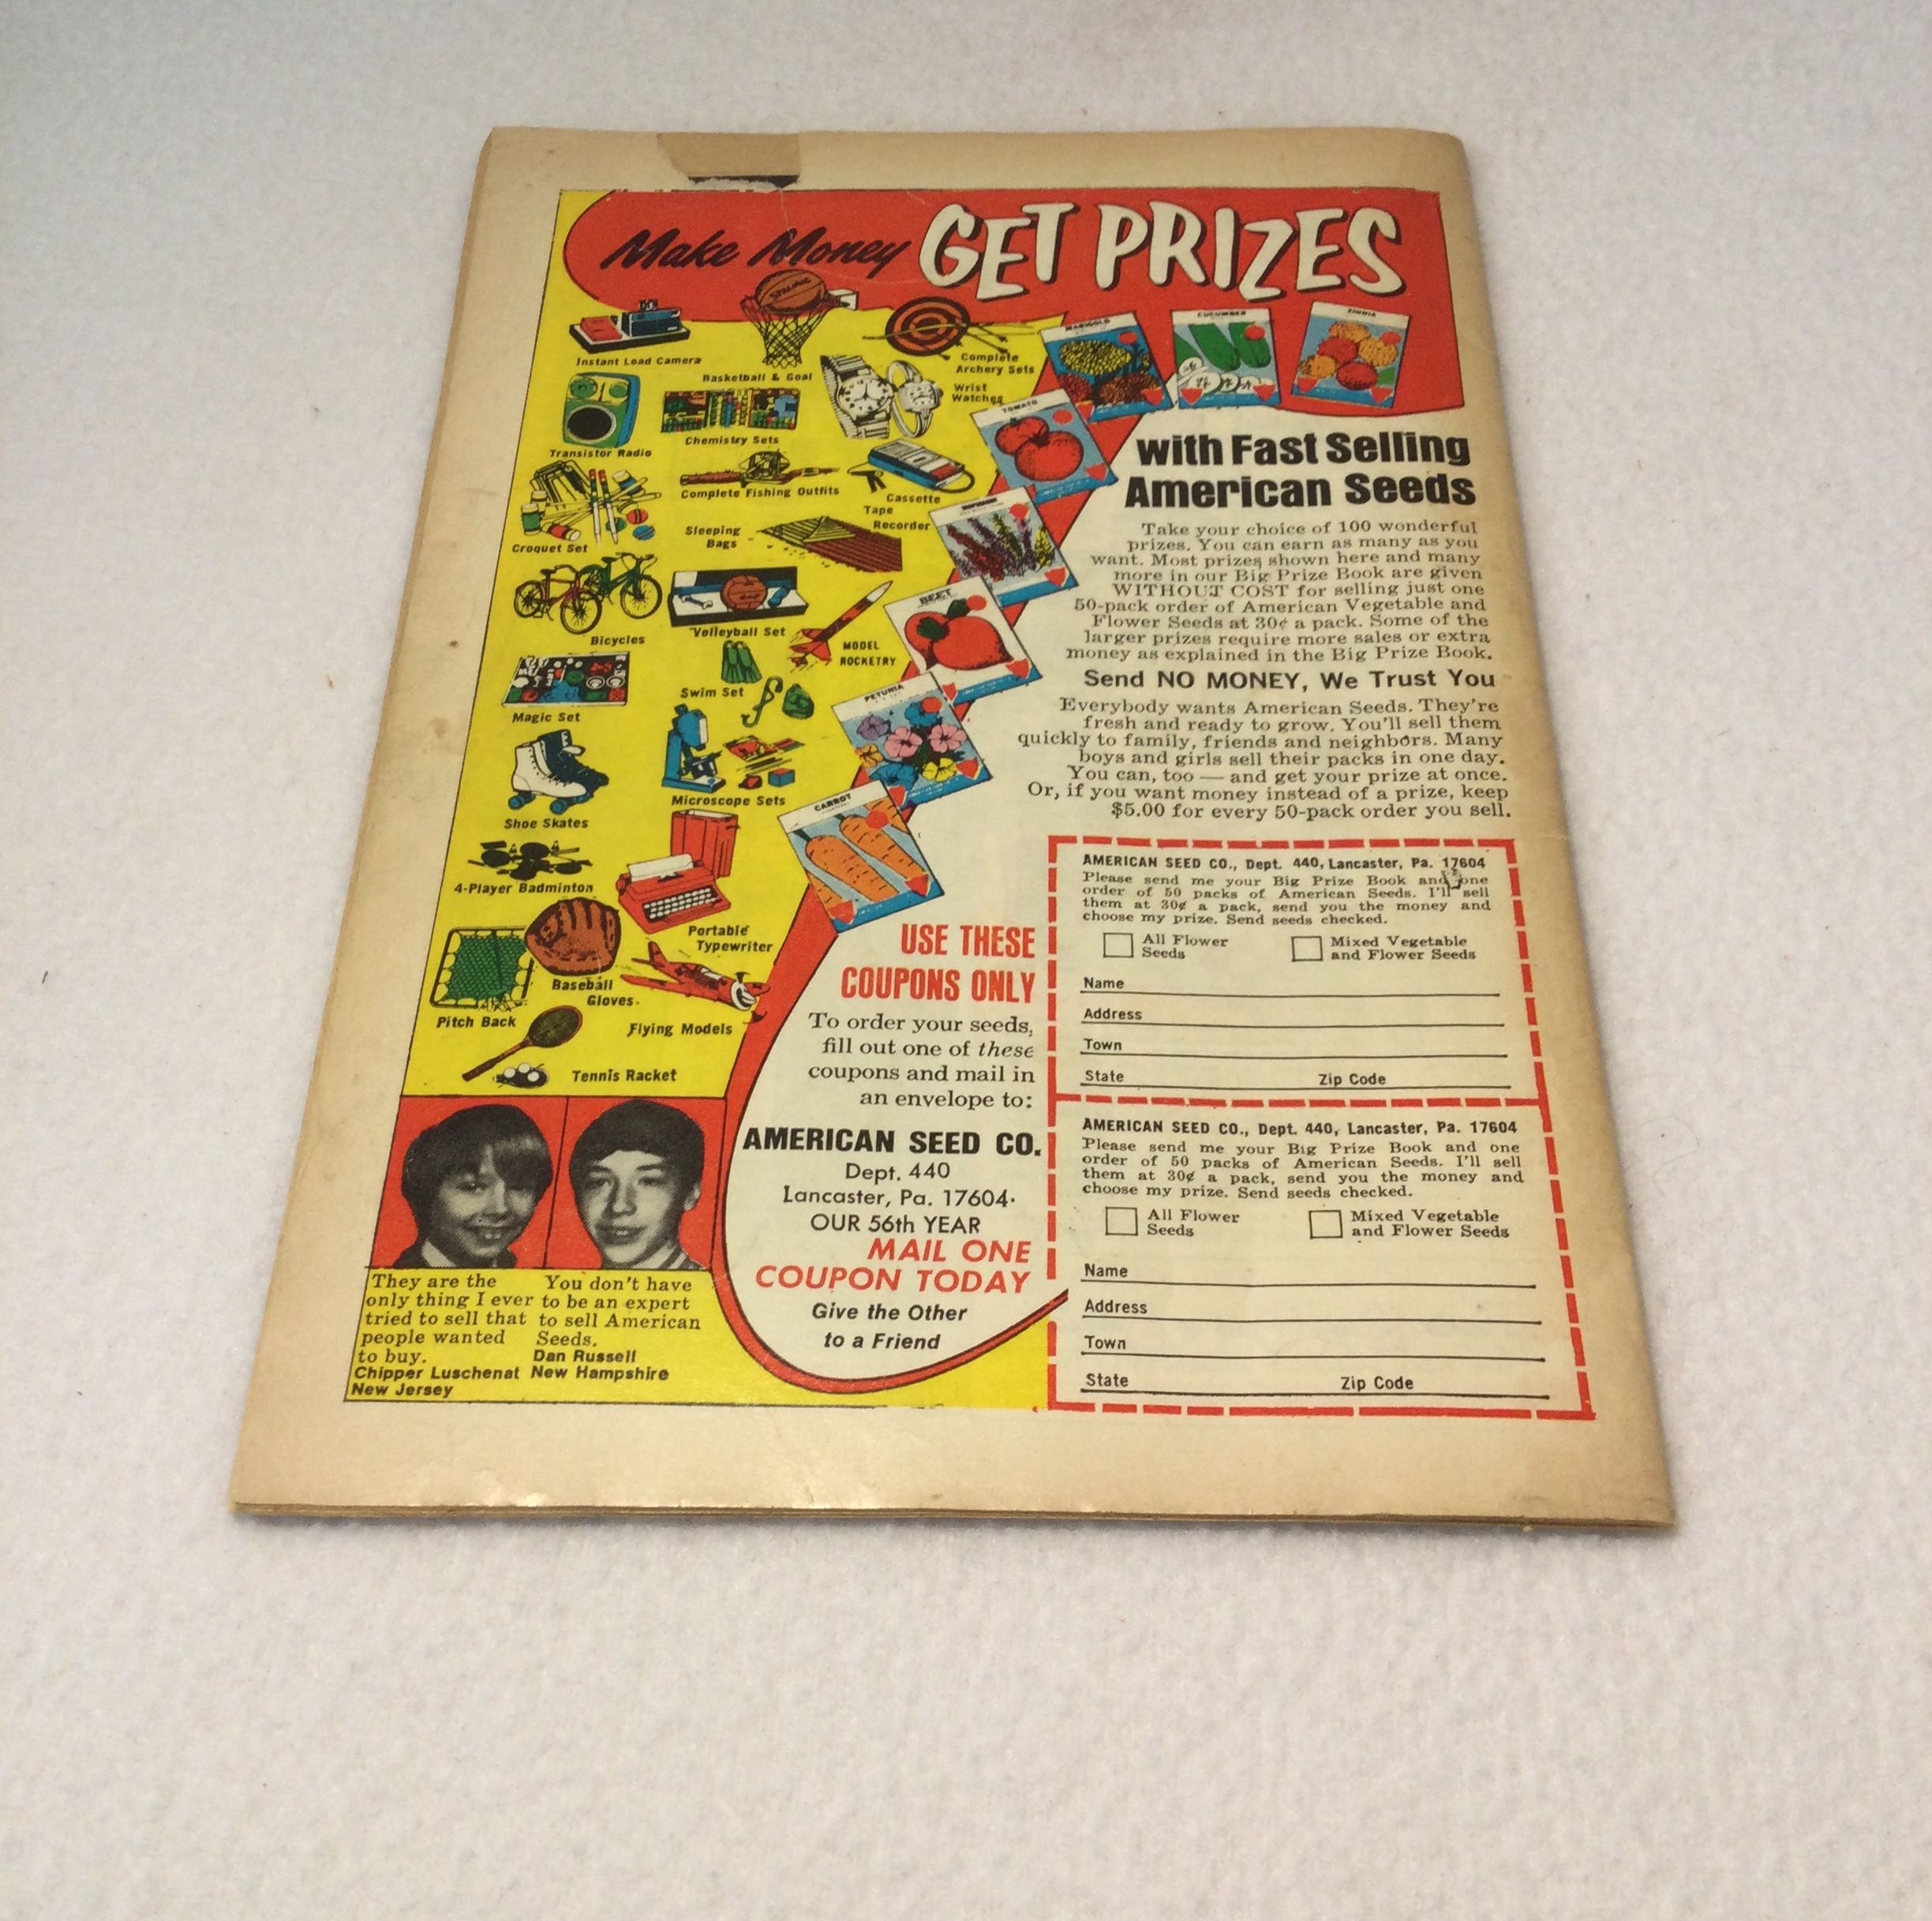 Make Money GET PRIZES
SPALDING
Instant Load Camera
Basketball & Goal
Complete
Archery Sets
Wrist
Watches
Transistor Radio
Chemistry Sets
Complete Fishing Outfits
Cassette
Tape
Recorder
Croquet Set
Sleeping
Bags
Bicycles
Volleyball Set
MODEL
ROCKETRY
Magic Set
Swim Set
Shoe Skates
Microscope Sets
4-Player Badminton
Portable
Typewriter
Pitch Back
Baseball
Gloves
Flying Models
Tennis Racket
MARIGOLD
CUCUMBER
ZINNIA
TOMATO
BEET
PETUNIA
CARROT
with Fast Selling
American Seeds
Take your choice of 100 wonderful
prizes. You can earn as many as you
want. Most prizes shown here and many
more in our Big Prize Book are given
WITHOUT COST for selling just one
50-pack order of American Vegetable and
Flower Seeds at 30¢ a pack. Some of the
larger prizes require more sales or extra
money as explained in the Big Prize Book.
Send NO MONEY, We Trust You
Everybody wants American Seeds. They're
fresh and ready to grow. You'll sell them
quickly to family, friends and neighbors. Many
boys and girls sell their packs in one day.
You can, too — and get your prize at once.
Or, if you want money instead of a prize, keep
$5.00 for every 50-pack order you sell.
USE THESE
COUPONS ONLY
To order your seeds,
fill out one of these
coupons and mail in
an envelope to:
AMERICAN SEED CO.
Dept. 440
Lancaster, Pa. 17604
OUR 56th YEAR
MAIL ONE
COUPON TODAY
Give the Other
to a Friend
They are the
only thing I ever
tried to sell that
people wanted
to buy.
Chipper Luschenat
New Jersey
You don't have
to be an expert
to sell American
Seeds.
Dan Russell
New Hampshire
AMERICAN SEED CO., Dept. 440, Lancaster, Pa. 17604
Please send me your Big Prize Book and one
order of 50 packs of American Seeds. I'll sell
them at 30¢ a pack, send you the money and
choose my prize. Send seeds checked.
All Flower
Seeds
Mixed Vegetable
and Flower Seeds
Name
Address
Town
State Zip Code
AMERICAN SEED CO., Dept. 440, Lancaster, Pa. 17604
Please send me your Big Prize Book and one
order of 50 packs of American Seeds. I'll sell
them at 30¢ a pack, send you the money and
choose my prize. Send seeds checked.
All Flower
Seeds
Mixed Vegetable
and Flower Seeds
Name
Address
Town
State Zip Code